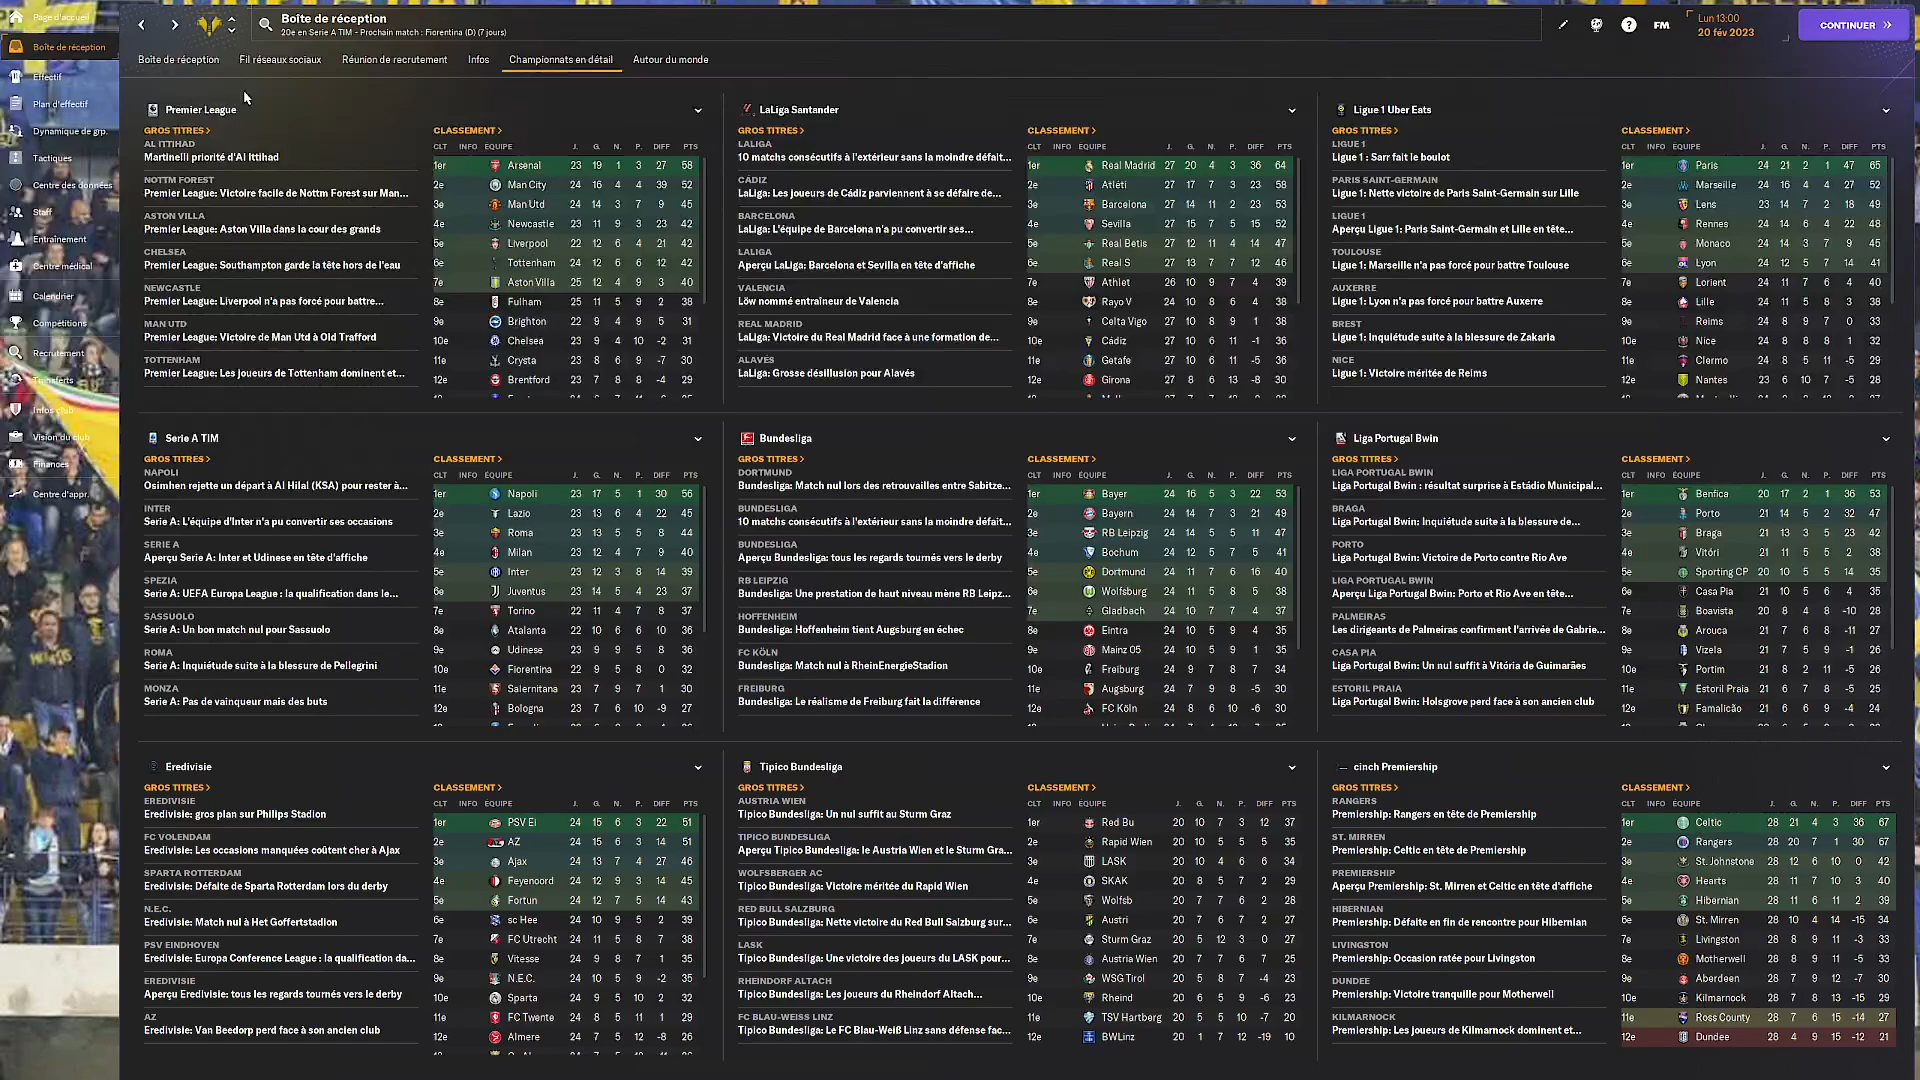 Page d'accueil
Boîte de réception
Effectif
Plan d'effectif
Dynamique de grp.
Tactiques
Centre des données
Staff
Entraînement
Centre médical
Calendrier
Compétitions
Recrutement
Transferts
Infos club
Vision du club
Finances
Centre d'appr.
Boîte de réception
20e en Serie A TIM - Prochain match : Fiorentina (D) (7 jours)
FM
Lun 13:00
20 fév 2023
CONTINUER
Boîte de réception Fil réseaux sociaux Réunion de recrutement Infos Championnats en détail Autour du monde
Premier League
GROS TITRES >
AL ITTIHAD
Martinelli priorité d'Al Ittihad
NOTTM FOREST
Premier League: Victoire facile de Nottm Forest sur Man...
ASTON VILLA
Premier League: Aston Villa dans la cour des grands
CHELSEA
Premier League: Southampton garde la tête hors de l'eau
NEWCASTLE
Premier League: Liverpool n'a pas forcé pour battre...
MAN UTD
Premier League: Victoire de Man Utd à Old Trafford
TOTTENHAM
Premier League: Les joueurs de Tottenham dominent et...
CLASSEMENT >
CLT INFO ÉQUIPE J. G. N. P. DIFF PTS
1er Arsenal 23 19 1 3 27 58
2e Man City 24 16 4 4 39 52
3e Man Utd 24 14 3 7 9 45
4e Newcastle 23 11 9 3 23 42
5e Liverpool 22 12 6 4 21 42
6e Tottenham 24 12 6 6 12 42
7e Aston Villa 25 12 4 9 3 40
8e Fulham 25 11 5 9 2 38
9e Brighton 22 9 4 9 5 31
10e Chelsea 23 9 4 10 -2 31
11e Crysta 23 8 6 9 -7 30
12e Brentford 23 7 8 8 -4 29
LaLiga Santander
GROS TITRES >
LALIGA
10 matchs consécutifs à l'extérieur sans la moindre défait...
CÁDIZ
LaLiga: Les joueurs de Cádiz parviennent à se défaire de...
BARCELONA
LaLiga: L'équipe de Barcelona n'a pu convertir ses...
LALIGA
Aperçu LaLiga: Barcelona et Sevilla en tête d'affiche
VALENCIA
Löw nommé entraîneur de Valencia
REAL MADRID
LaLiga: Victoire du Real Madrid face à une formation de...
ALAVÉS
LaLiga: Grosse désillusion pour Alavés
CLASSEMENT >
CLT INFO ÉQUIPE J. G. N. P. DIFF PTS
1er Real Madrid 27 20 4 3 36 64
2e Atléti 27 17 7 3 23 58
3e Barcelona 27 14 11 2 23 53
4e Sevilla 27 15 7 5 15 52
5e Real Betis 27 12 11 4 14 47
6e Real S 27 13 7 7 12 46
7e Athlet 26 10 9 7 4 39
8e Rayo V 27 10 8 9 4 38
9e Celta Vigo 27 10 8 9 1 38
10e Cádiz 27 10 6 11 -1 36
11e Getafe 27 10 6 11 -5 36
12e Girona 27 8 6 13 -8 30
Ligue 1 Uber Eats
GROS TITRES >
LIGUE 1
Ligue 1 : Sarr fait le boulot
PARIS SAINT-GERMAIN
Ligue 1: Nette victoire de Paris Saint-Germain sur Lille
LIGUE 1
Aperçu Ligue 1: Paris Saint-Germain et Lille en tête...
TOULOUSE
Ligue 1: Marseille n'a pas forcé pour battre Toulouse
AUXERRE
Ligue 1: Lyon n'a pas forcé pour battre Auxerre
BREST
Ligue 1: Inquiétude suite à la blessure de Zakaria
NICE
Ligue 1: Victoire méritée de Reims
CLASSEMENT >
CLT INFO ÉQUIPE J. G. N. P. DIFF PTS
1er Paris 24 21 2 1 47 65
2e Marseille 24 16 4 4 27 52
3e Lens 23 14 7 2 18 49
4e Rennes 24 14 6 4 22 48
5e Monaco 24 14 3 7 9 45
6e Lyon 24 12 5 7 14 41
7e Lorient 24 11 7 6 4 40
8e Lille 24 11 5 8 3 38
9e Reims 24 8 9 7 0 33
10e Nice 24 8 8 8 1 32
11e Clermo 24 8 5 11 -5 29
12e Nantes 23 6 10 7 -5 28
Serie A TIM
GROS TITRES >
NAPOLI
Osimhen rejette un départ à Al Hilal (KSA) pour rester à...
INTER
Serie A: L'équipe d'Inter n'a pu convertir ses occasions
SERIE A
Aperçu Serie A: Inter et Udinese en tête d'affiche
SPEZIA
Serie A: UEFA Europa League : la qualification dans le...
SASSUOLO
Serie A: Un bon match nul pour Sassuolo
ROMA
Serie A: Inquiétude suite à la blessure de Pellegrini
MONZA
Serie A: Pas de vainqueur mais des buts
CLASSEMENT >
CLT INFO ÉQUIPE J. G. N. P. DIFF PTS
1er Napoli 23 17 5 1 30 56
2e Lazio 23 13 6 4 22 45
3e Roma 23 13 5 5 8 44
4e Milan 23 12 4 7 9 40
5e Inter 23 12 3 8 14 39
6e Juventus 23 14 5 4 23 37
7e Torino 22 11 4 7 8 37
8e Atalanta 22 10 6 6 10 36
9e Udinese 23 9 9 5 8 36
10e Fiorentina 22 9 5 8 0 32
11e Salernitana 23 7 9 7 1 30
12e Bologna 23 7 6 10 -9 27
Bundesliga
GROS TITRES >
DORTMUND
Bundesliga: Match nul lors des retrouvailles entre Sabitze...
BUNDESLIGA
10 matchs consécutifs à l'extérieur sans la moindre défait...
BUNDESLIGA
Aperçu Bundesliga: tous les regards tournés vers le derby
RB LEIPZIG
Bundesliga: Une prestation de haut niveau mène RB Leipz...
HOFFENHEIM
Bundesliga: Hoffenheim tient Augsburg en échec
FC KÖLN
Bundesliga: Match nul à RheinEnergieStadion
FREIBURG
Bundesliga: Le réalisme de Freiburg fait la différence
CLASSEMENT >
CLT INFO ÉQUIPE J. G. N. P. DIFF PTS
1er Bayer 24 16 5 3 22 53
2e Bayern 24 14 7 3 21 49
3e RB Leipzig 24 14 5 5 11 47
4e Bochum 24 12 5 7 5 41
5e Dortmund 24 11 7 6 16 40
6e Wolfsburg 24 11 5 8 5 38
7e Gladbach 24 10 7 7 4 37
8e Eintra 24 10 5 9 4 35
9e Mainz 05 24 10 5 9 1 35
10e Freiburg 24 9 7 8 7 34
11e Augsburg 24 7 9 8 -5 30
12e FC Köln 24 8 6 10 -6 30
Liga Portugal Bwin
GROS TITRES >
LIGA PORTUGAL BWIN
Liga Portugal Bwin : résultat surprise à Estádio Municipal...
BRAGA
Liga Portugal Bwin: Inquiétude suite à la blessure de...
PORTO
Liga Portugal Bwin: Victoire de Porto contre Rio Ave
LIGA PORTUGAL BWIN
Aperçu Liga Portugal Bwin: Porto et Rio Ave en tête...
PALMEIRAS
Les dirigeants de Palmeiras confirment l'arrivée de Gabrie...
CASA PIA
Liga Portugal Bwin: Un nul suffit à Vitória de Guimarães
ESTORIL PRAIA
Liga Portugal Bwin: Holsgrove perd face à son ancien club
CLASSEMENT >
CLT INFO ÉQUIPE J. G. N. P. DIFF PTS
1er Benfica 20 17 2 1 36 53
2e Porto 21 14 5 2 32 47
3e Braga 21 13 3 5 23 42
4e Vitóri 21 11 5 5 2 38
5e Sporting CP 20 10 5 5 14 35
6e Casa Pia 21 10 5 6 4 35
7e Boavista 20 8 4 8 -10 28
8e Arouca 21 7 6 8 -11 27
9e Vizela 21 7 5 9 -1 26
10e Portim 21 8 2 11 -5 26
11e Estoril Praia 21 6 7 8 -5 25
12e Famalicão 21 6 6 9 -4 24
Eredivisie
GROS TITRES >
EREDIVISIE
Eredivisie: gros plan sur Philips Stadion
FC VOLENDAM
Eredivisie: Les occasions manquées coûtent cher à Ajax
SPARTA ROTTERDAM
Eredivisie: Défaite de Sparta Rotterdam lors du derby
N.E.C.
Eredivisie: Match nul à Het Goffertstadion
PSV EINDHOVEN
Eredivisie: Europa Conference League : la qualification da...
EREDIVISIE
Aperçu Eredivisie: tous les regards tournés vers le derby
AZ
Eredivisie: Van Beedorp perd face à son ancien club
CLASSEMENT >
CLT INFO ÉQUIPE J. G. N. P. DIFF PTS
1er PSV Ei 24 15 6 3 22 51
2e AZ 24 15 6 3 14 51
3e Ajax 24 13 7 4 27 46
4e Feyenoord 24 12 9 3 14 45
5e Fortun 24 12 7 5 14 43
6e sc Hee 24 10 9 5 2 39
7e FC Utrecht 24 11 5 8 7 38
8e Vitesse 24 9 8 7 1 35
9e N.E.C. 24 10 5 9 -2 35
10e Sparta 24 9 5 10 2 32
11e FC Twente 24 8 5 11 1 29
12e Almere 24 7 5 12 -8 26
Tipico Bundesliga
GROS TITRES >
AUSTRIA WIEN
Tipico Bundesliga: Un nul suffit au Sturm Graz
TIPICO BUNDESLIGA
Aperçu Tipico Bundesliga: le Austria Wien et le Sturm Gra...
WOLFSBERGER AC
Tipico Bundesliga: Victoire méritée du Rapid Wien
RED BULL SALZBURG
Tipico Bundesliga: Nette victoire du Red Bull Salzburg sur...
LASK
Tipico Bundesliga: Une victoire des joueurs du LASK pour...
RHEINDORF ALTACH
Tipico Bundesliga: Les joueurs du Rheindorf Altach...
FC BLAU-WEISS LINZ
Tipico Bundesliga: Le FC Blau-Weiß Linz sans défense fac...
CLASSEMENT >
CLT INFO ÉQUIPE J. G. N. P. DIFF PTS
1er Red Bu 20 10 7 3 12 37
2e Rapid Wien 20 10 5 5 6 35
3e LASK 20 10 4 6 6 34
4e SKAK 20 8 5 7 2 29
5e Wolfsb 20 7 7 6 2 28
6e Austri 20 7 6 7 2 27
7e Sturm Graz 20 5 12 3 0 27
8e Austria Wien 20 7 7 6 7 25
9e WSG Tirol 20 5 8 7 -4 23
10e Rheind 20 6 5 9 -6 23
11e TSV Hartberg 20 5 5 10 -7 20
12e BWLinz 20 1 7 12 -19 10
cinch Premiership
GROS TITRES >
RANGERS
Premiership: Rangers en tête de Premiership
ST. MIRREN
Premiership: Celtic en tête de Premiership
PREMIERSHIP
Aperçu Premiership: St. Mirren et Celtic en tête d'affiche
HIBERNIAN
Premiership: Défaite en fin de rencontre pour Hibernian
LIVINGSTON
Premiership: Occasion ratée pour Livingston
DUNDEE
Premiership: Victoire tranquille pour Motherwell
KILMARNOCK
Premiership: Les joueurs de Kilmarnock dominent et...
CLASSEMENT >
CLT INFO ÉQUIPE J. G. N. P. DIFF PTS
1er Celtic 28 21 4 3 36 67
2e Rangers 28 20 7 1 30 67
3e St. Johnstone 28 12 6 10 0 42
4e Hearts 28 11 7 10 3 40
5e Hibernian 28 11 6 11 2 39
6e St. Mirren 28 10 4 14 -15 34
7e Livingston 28 8 9 11 -3 33
8e Motherwell 28 8 9 11 -5 33
9e Aberdeen 28 7 9 12 -7 30
10e Kilmarnock 28 7 8 13 -15 29
11e Ross County 28 7 6 15 -14 27
12e Dundee 28 4 9 15 -12 21